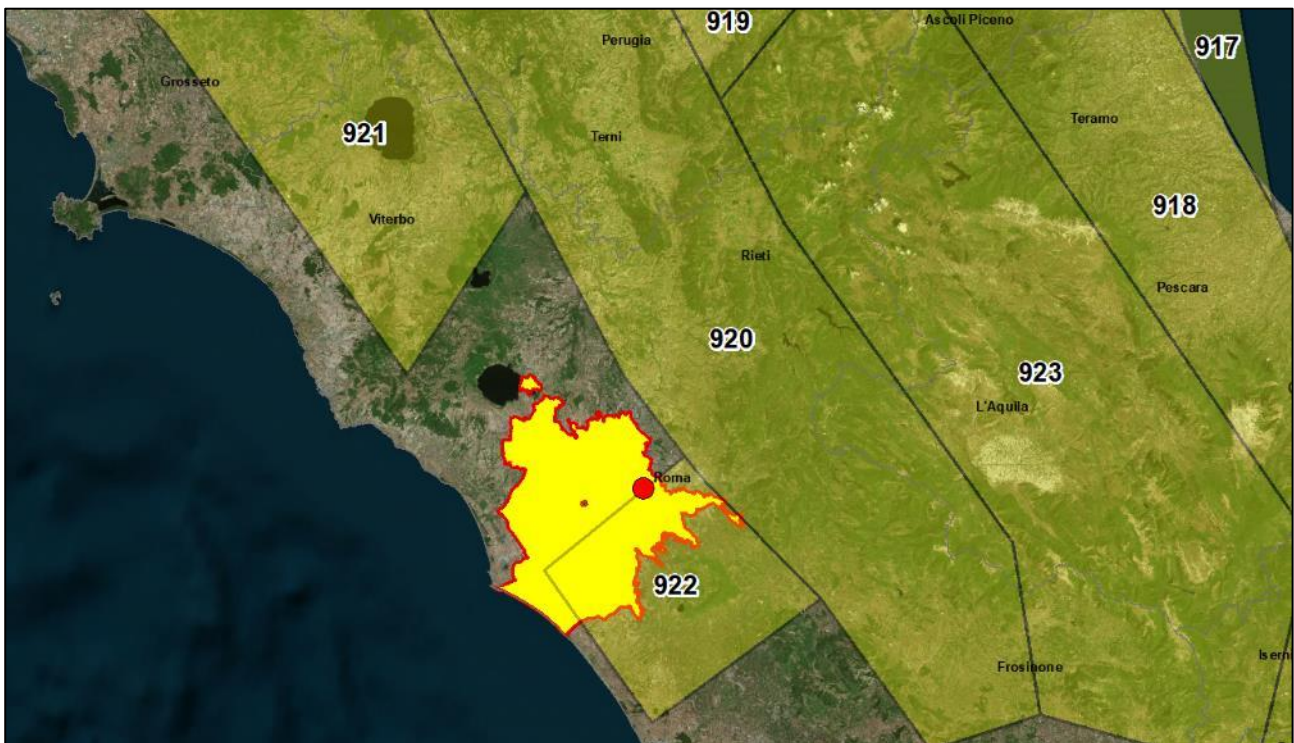 919
Ascoli Piceno
917
Perugia
Grosseto
921
Terni
Teramo
Viterbo
918
Rieti
Pescara
920
923
L'Aquila
Roma
922
Frosinone
Isern